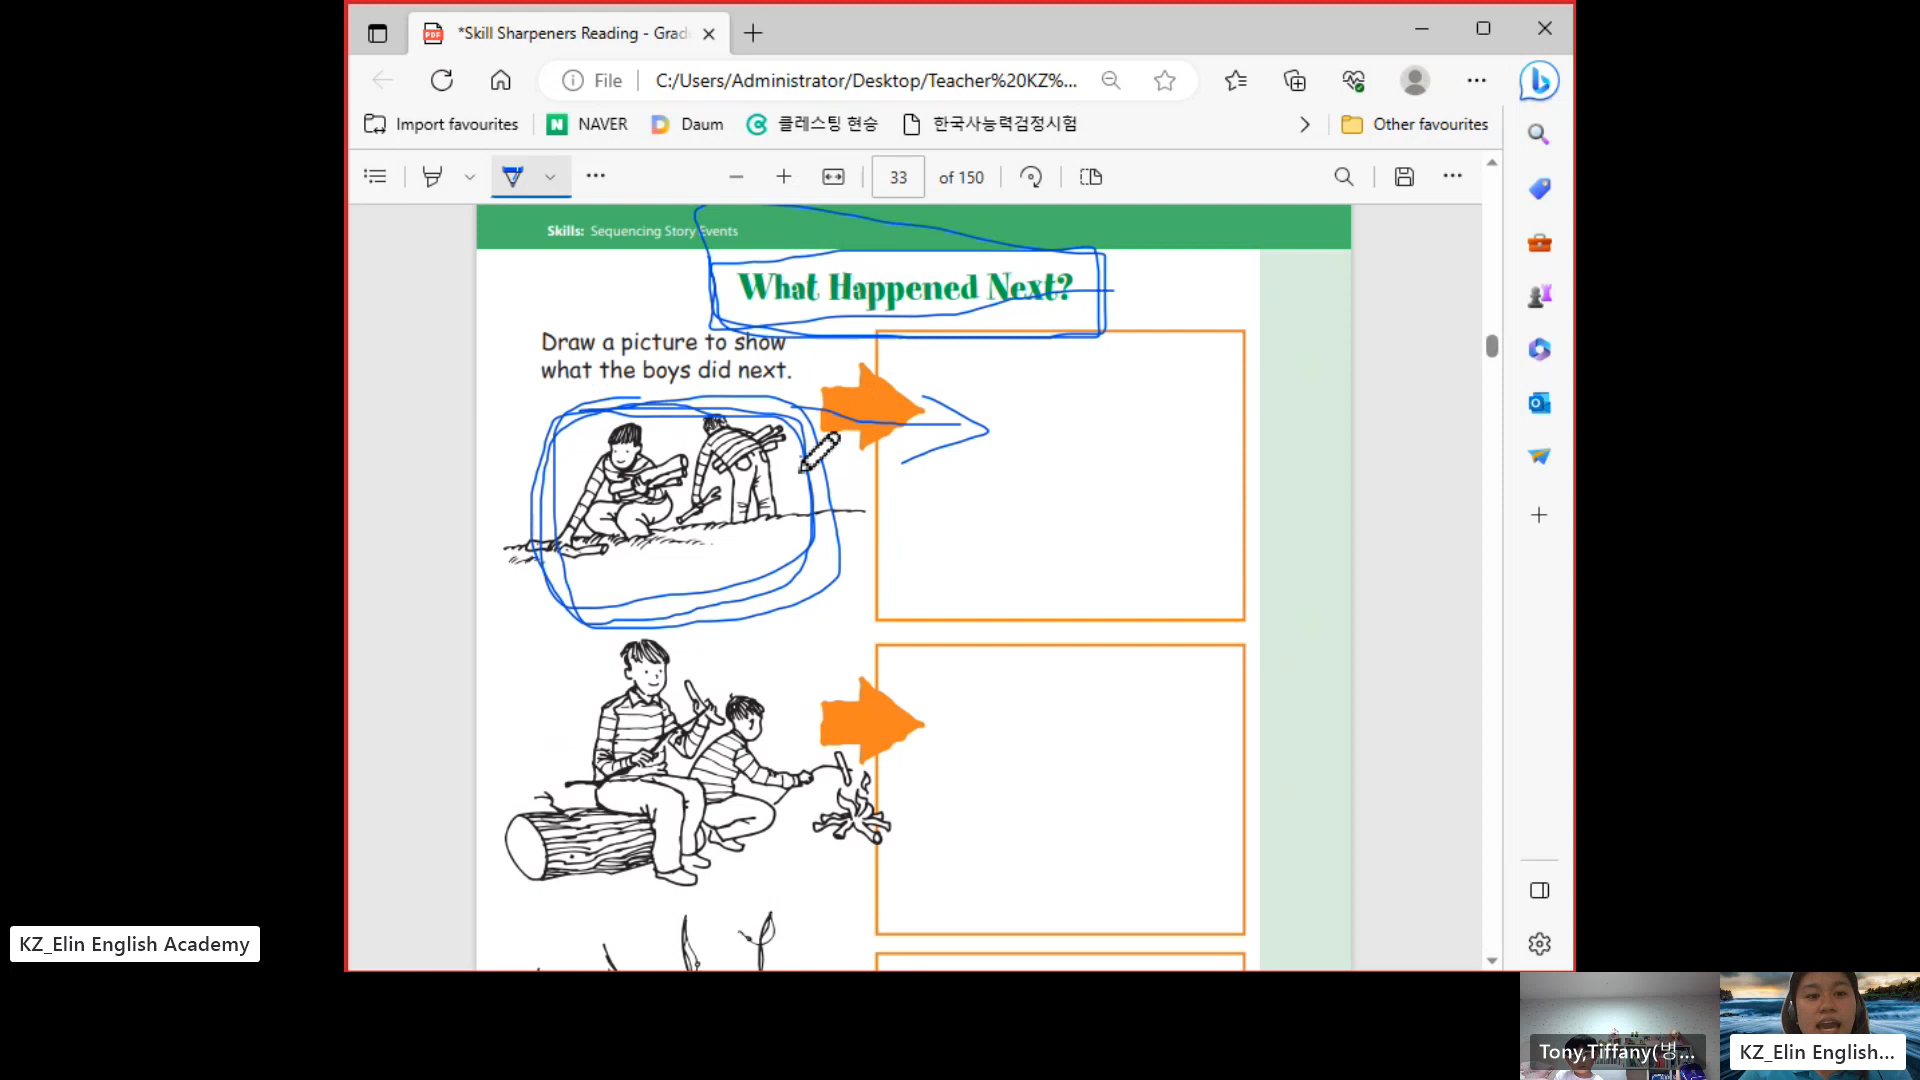 *Skill Sharpeners Reading - Grad
File
C:/Users/Administrator/Desktop/Teacher%20KZ%...
Import favourites
NAVER
Daum
클레스팅 현승
한국사능력검정시험
Other favourites
33 of 150
Skills: Sequencing Story Events
What Happened Next?
Draw a picture to show
what the boys did next.
KZ_Elin English Academy
Tony,Tiffany(병...
KZ_Elin English...